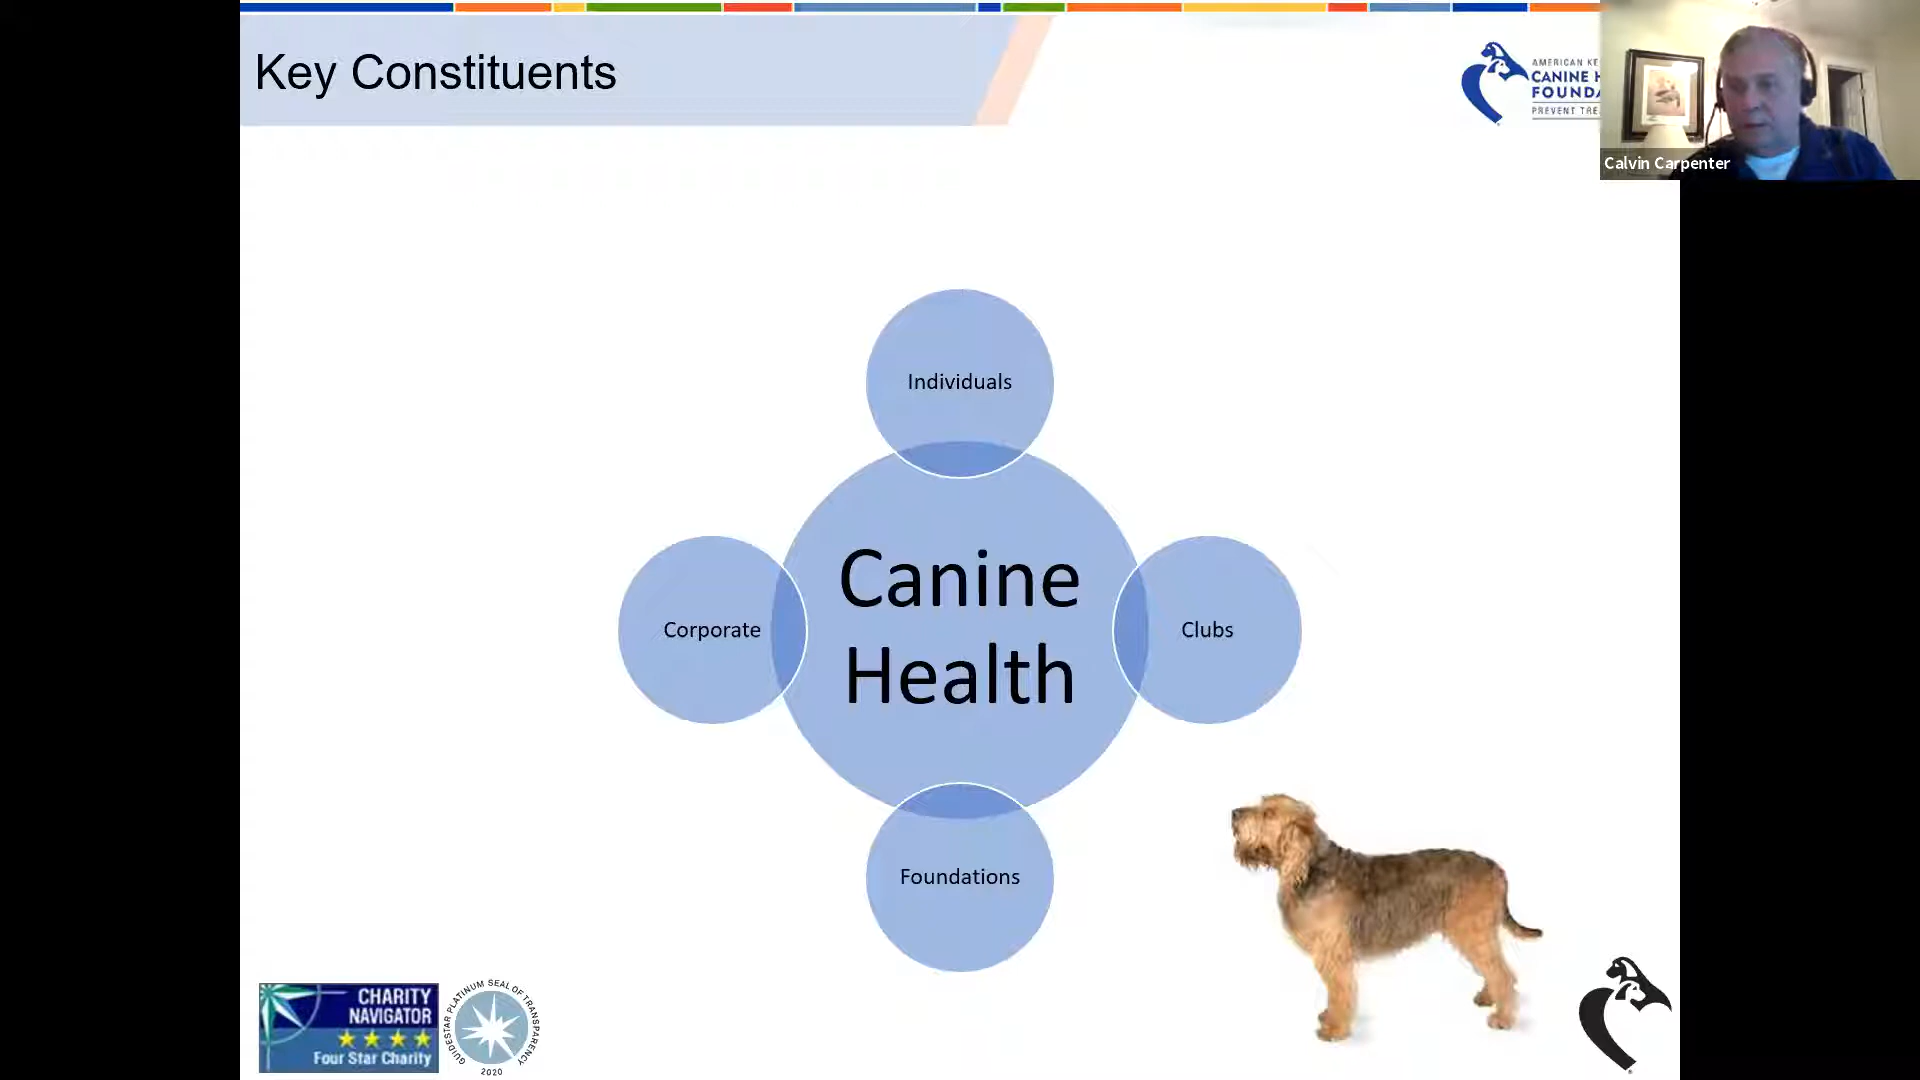 Key Constituents
AMERICAN KE
CANINE H
FOUNDA
PREVENT TRE
Calvin Carpenter
Individuals
Corporate
Canine
Health
Clubs
Foundations
CHARITY
NAVIGATOR
Four Star Charity
GUIDESTAR PLATINUM SEAL OF TRANSPARENCY
2020